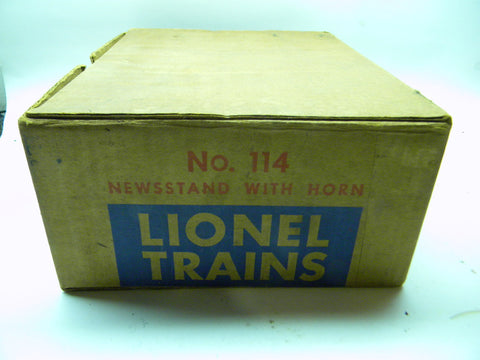 No. 114
NEWSSTAND WITH HORN
LIONEL
TRAINS